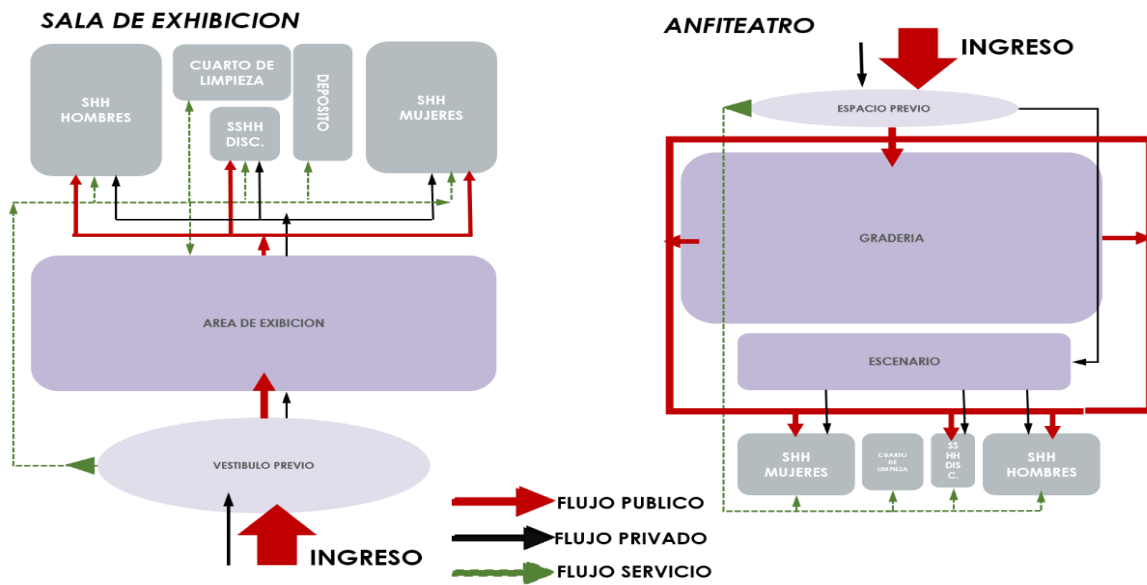 SALA DE EXHIBICION
SHH
HOMBRES
CUARTO DE
LIMPIEZA
SSHH
DISC.
DEPOSITO
SHH
MUJERES
AREA DE EXIBICION
VESTIBULO PREVIO
INGRESO
ANFITEATRO
INGRESO
ESPACIO PREVIO
GRADERIA
ESCENARIO
SHH
MUJERES
CUARTO
DE
LIMPIEZA
SS
HH
DISC.
SHH
HOMBRES
FLUJO PUBLICO
FLUJO PRIVADO
FLUJO SERVICIO